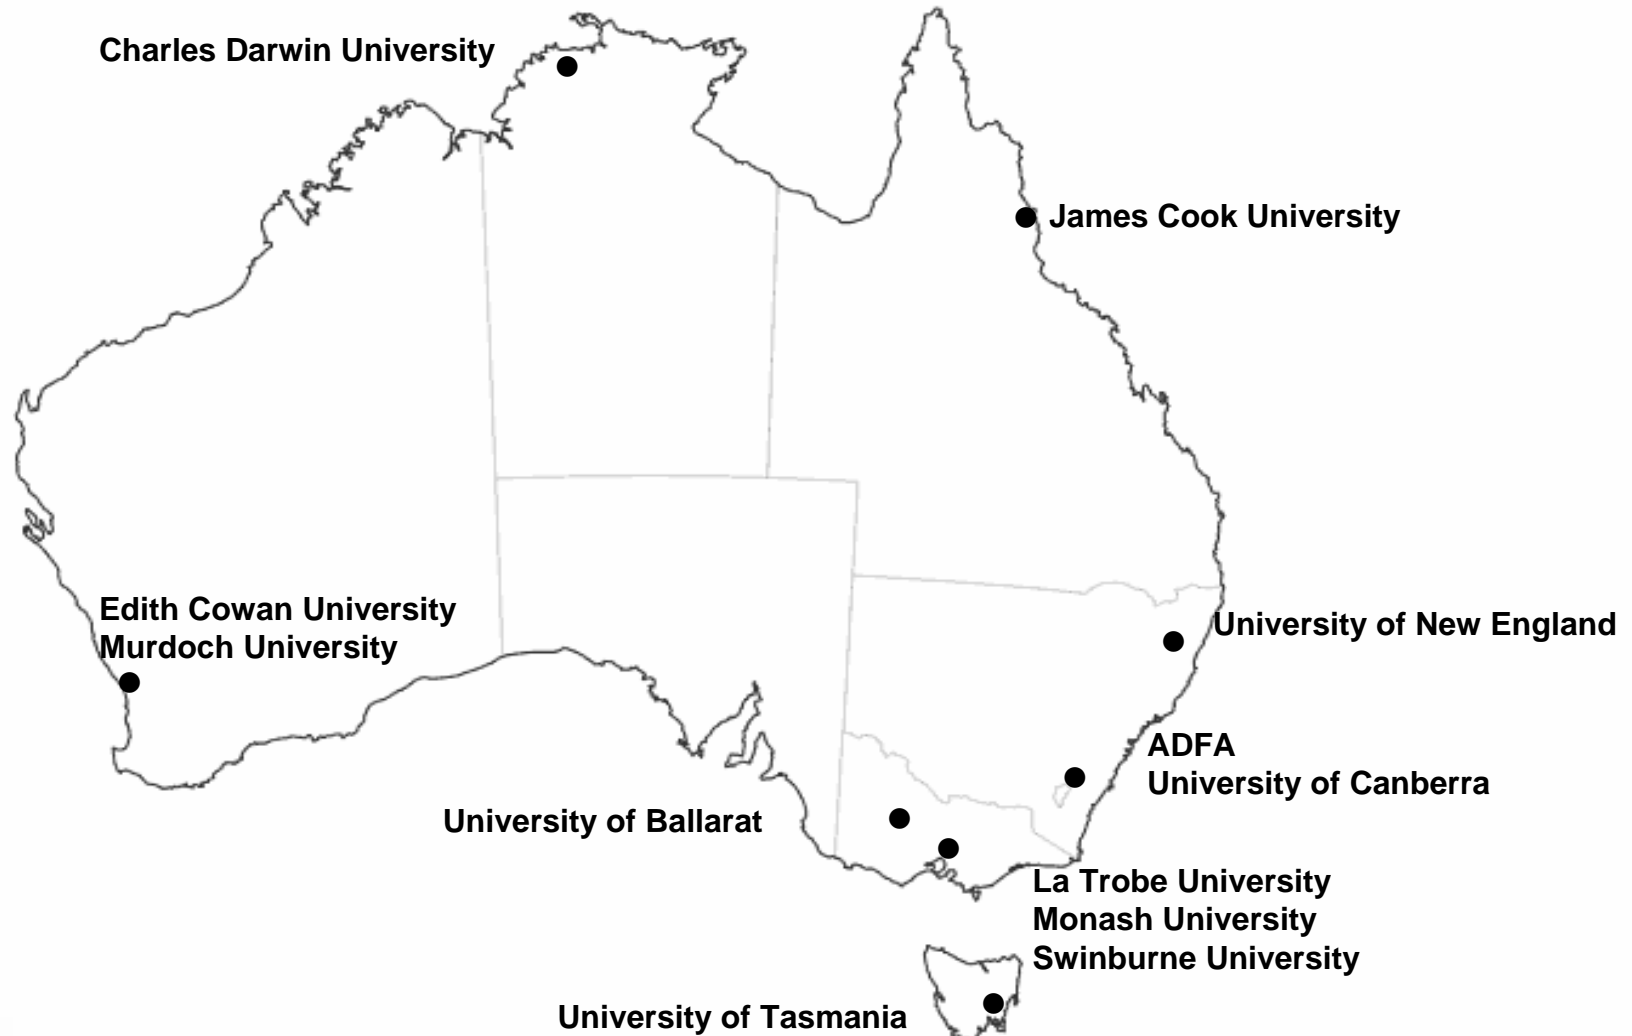 Charles Darwin University
James Cook University
Edith Cowan University
Murdoch University
University of New England
ADFA
University of Canberra
University of Ballarat
La Trobe University
Monash University
Swinburne University
University of Tasmania